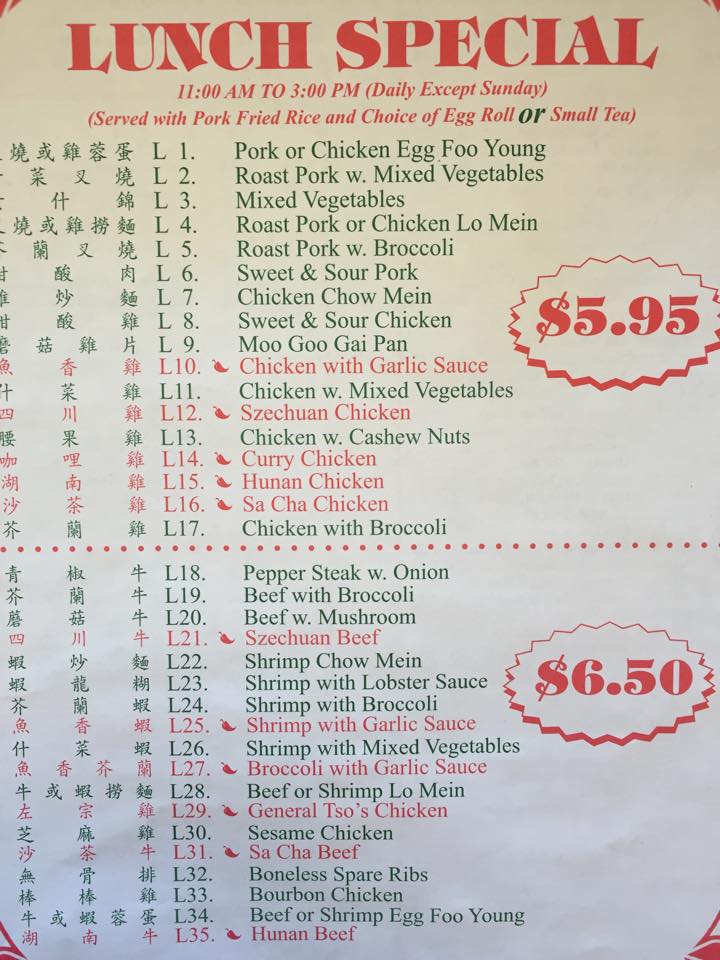 LUNCH SPECIAL
11:00 AM TO 3:00 PM (Daily Except Sunday)
(Served with Pork Fried Rice and Choice of Egg Roll or Small Tea)
燒或雞蓉蛋 L 1. Pork or Chicken Egg Foo Young
菜叉燒 L 2. Roast Pork w. Mixed Vegetables
什錦 L 3. Mixed Vegetables
燒或雞撈麵 L 4. Roast Pork or Chicken Lo Mein
芥蘭叉燒 L 5. Roast Pork w. Broccoli
甜酸肉 L 6. Sweet & Sour Pork
雞炒麵 L 7. Chicken Chow Mein
甜酸雞 L 8. Sweet & Sour Chicken
蘑菇雞片 L 9. Moo Goo Gai Pan
$5.95
魚香雞 L10. Chicken with Garlic Sauce
什菜雞 L11. Chicken w. Mixed Vegetables
四川雞 L12. Szechuan Chicken
腰果雞 L13. Chicken w. Cashew Nuts
咖哩雞 L14. Curry Chicken
湖南雞 L15. Hunan Chicken
沙茶雞 L16. Sa Cha Chicken
芥蘭雞 L17. Chicken with Broccoli
青椒牛 L18. Pepper Steak w. Onion
芥蘭牛 L19. Beef with Broccoli
蘑菇牛 L20. Beef w. Mushroom
四川牛 L21. Szechuan Beef
蝦炒麵 L22. Shrimp Chow Mein
蝦龍糊 L23. Shrimp with Lobster Sauce
$6.50
芥蘭蝦 L24. Shrimp with Broccoli
魚香蝦 L25. Shrimp with Garlic Sauce
什菜蝦 L26. Shrimp with Mixed Vegetables
魚香芥蘭 L27. Broccoli with Garlic Sauce
牛或蝦撈麵 L28. Beef or Shrimp Lo Mein
左宗雞 L29. General Tso's Chicken
芝麻雞 L30. Sesame Chicken
沙茶牛 L31. Sa Cha Beef
無骨排 L32. Boneless Spare Ribs
棒棒雞 L33. Bourbon Chicken
牛或蝦蓉蛋 L34. Beef or Shrimp Egg Foo Young
湖南牛 L35. Hunan Beef